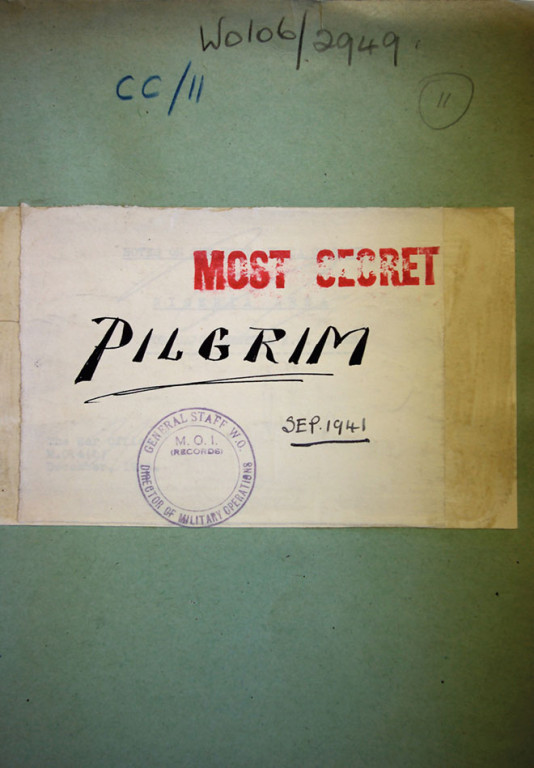 WO106/2949.
CC/11
11
MOST SECRET
PILGRIM
SEP. 1941
GENERAL STAFF W.O.
M.O.1.
(RECORDS)
DIRECTOR OF MILITARY OPERATIONS